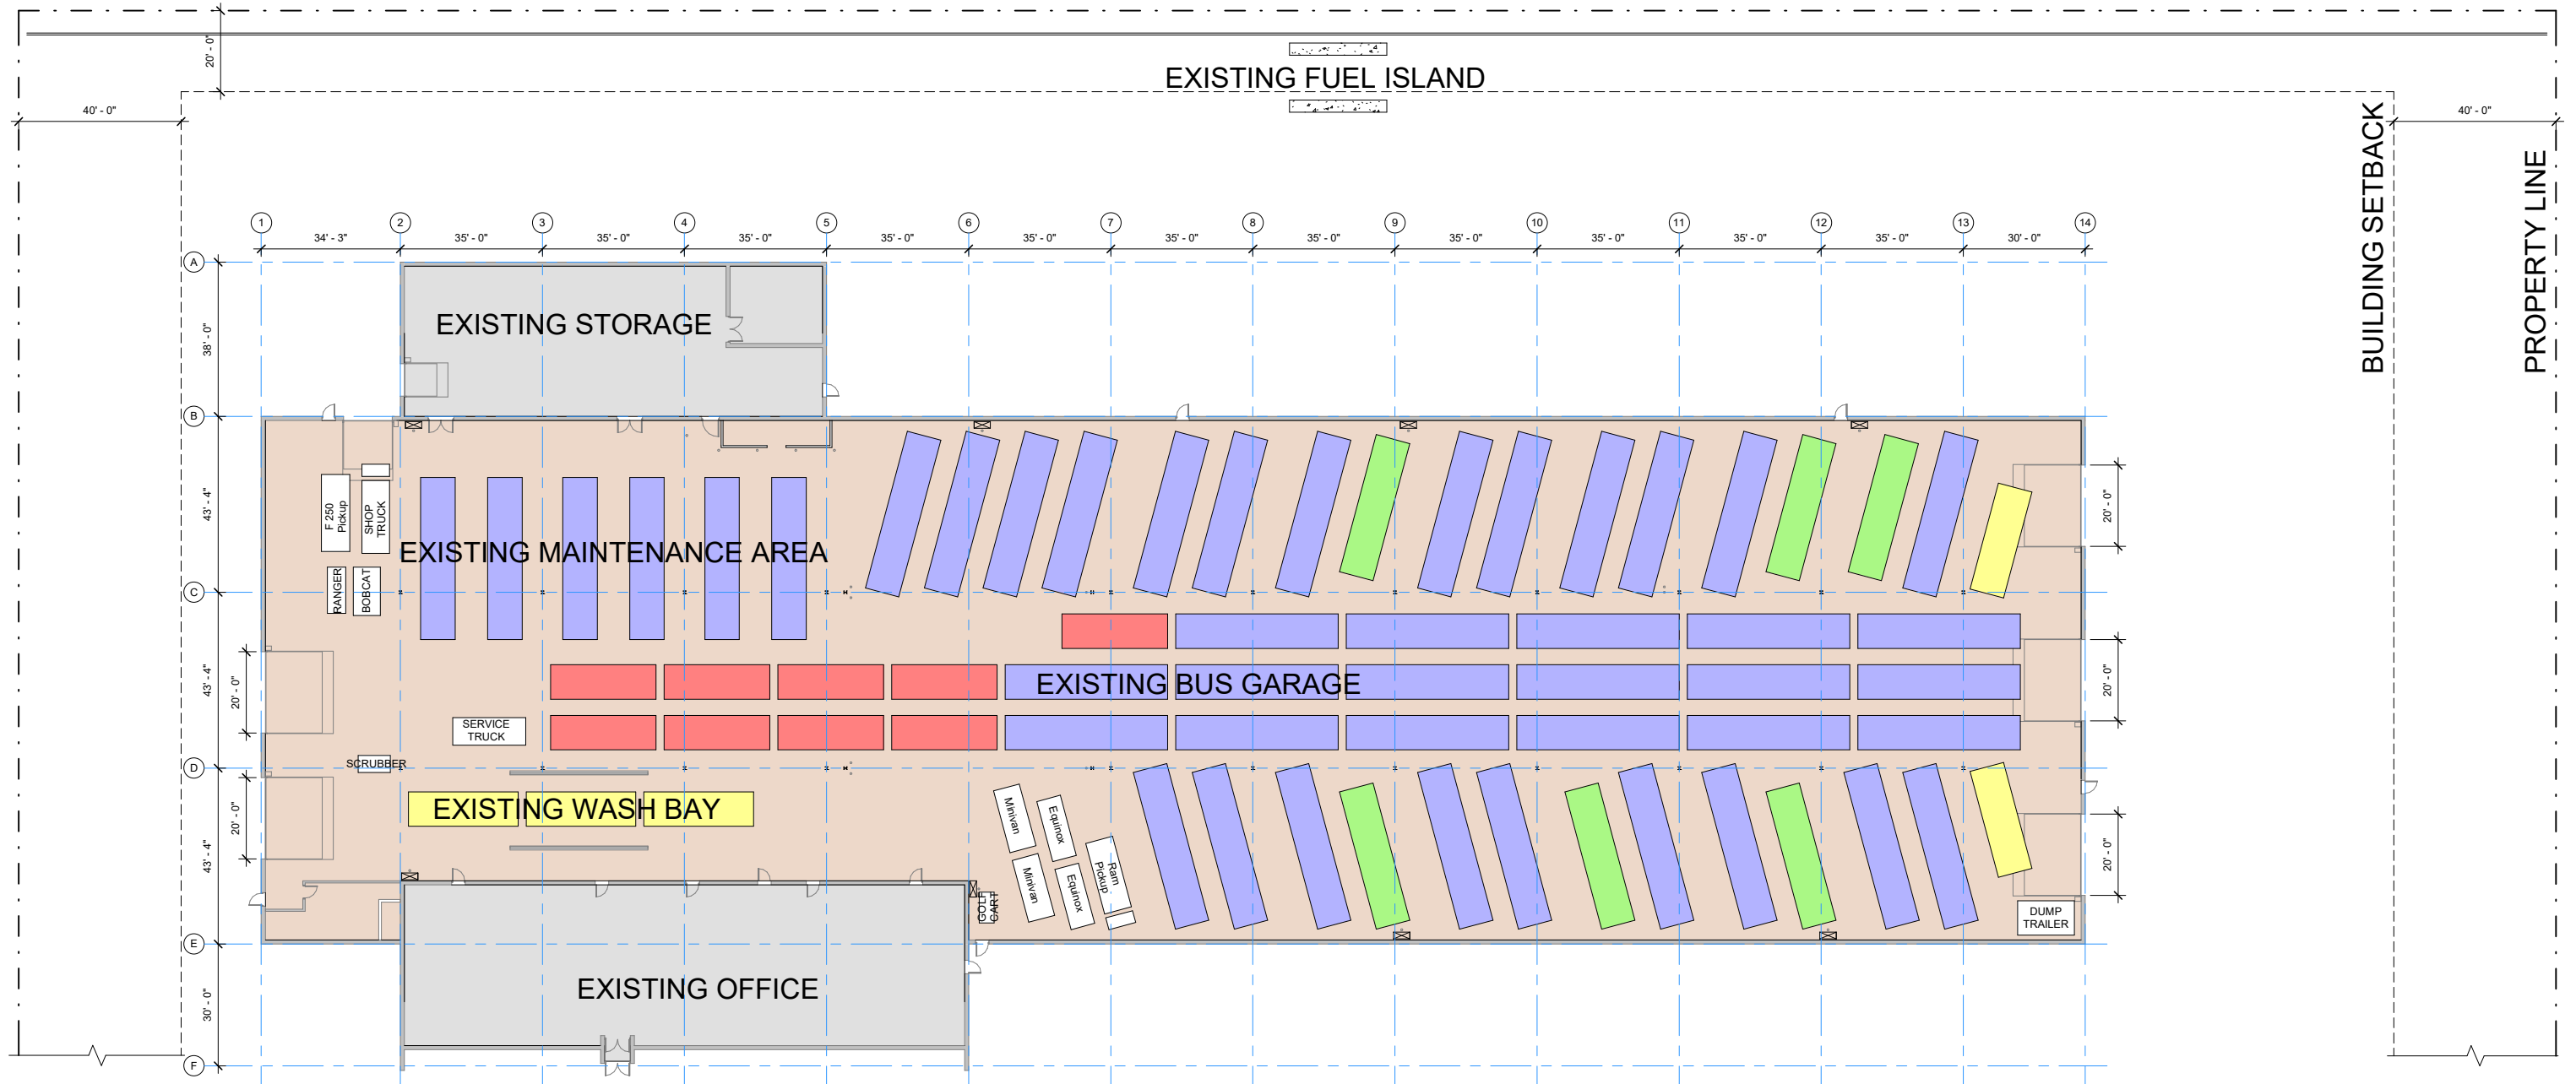 20' - 0"
EXISTING FUEL ISLAND
40' - 0"
40' - 0"
BUILDING SETBACK
PROPERTY LINE
1
2
3
4
5
6
7
8
9
10
11
12
13
14
34' - 3"
35' - 0"
35' - 0"
35' - 0"
35' - 0"
35' - 0"
35' - 0"
35' - 0"
35' - 0"
35' - 0"
35' - 0"
35' - 0"
30' - 0"
A
38' - 0"
EXISTING STORAGE
B
43' - 4"
F 250
Pickup
SHOP
TRUCK
20' - 0"
EXISTING MAINTENANCE AREA
RANGER
BOBCAT
C
43' - 4"
20' - 0"
EXISTING BUS GARAGE
20' - 0"
SERVICE
TRUCK
SCRUBBER
D
43' - 4"
20' - 0"
EXISTING WASH BAY
Minivan
Equinox
Ram
Pickup
Minivan
Equinox
20' - 0"
GOLF
CART
DUMP
TRAILER
E
30' - 0"
EXISTING OFFICE
F